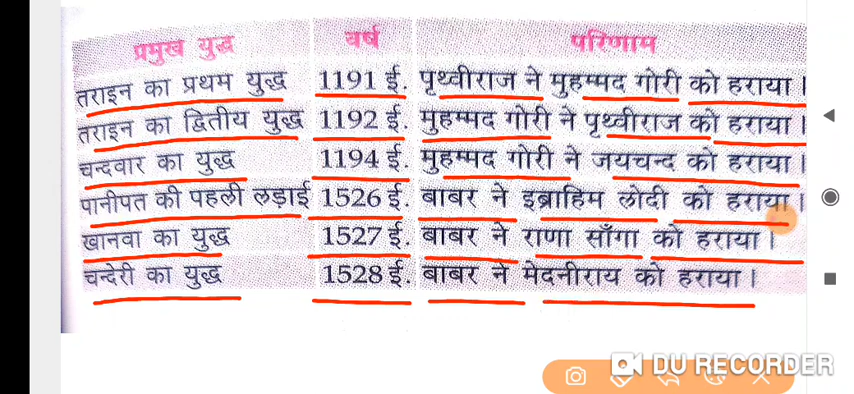 प्रमुख युद्ध वर्ष परिणाम
तराइन का प्रथम युद्ध 1191 ई. पृथ्वीराज ने मुहम्मद गोरी को हराया।
तराइन का द्वितीय युद्ध 1192 ई. मुहम्मद गोरी ने पृथ्वीराज को हराया।
चन्दवार का युद्ध 1194 ई. मुहम्मद गोरी ने जयचन्द को हराया।
पानीपत की पहली लड़ाई 1526 ई. बाबर ने इब्राहिम लोदी को हराया।
खानवा का युद्ध 1527 ई. बाबर ने राणा साँगा को हराया।
चन्देरी का युद्ध 1528 ई. बाबर ने मेदनीराय को हराया।
DU RECORDER